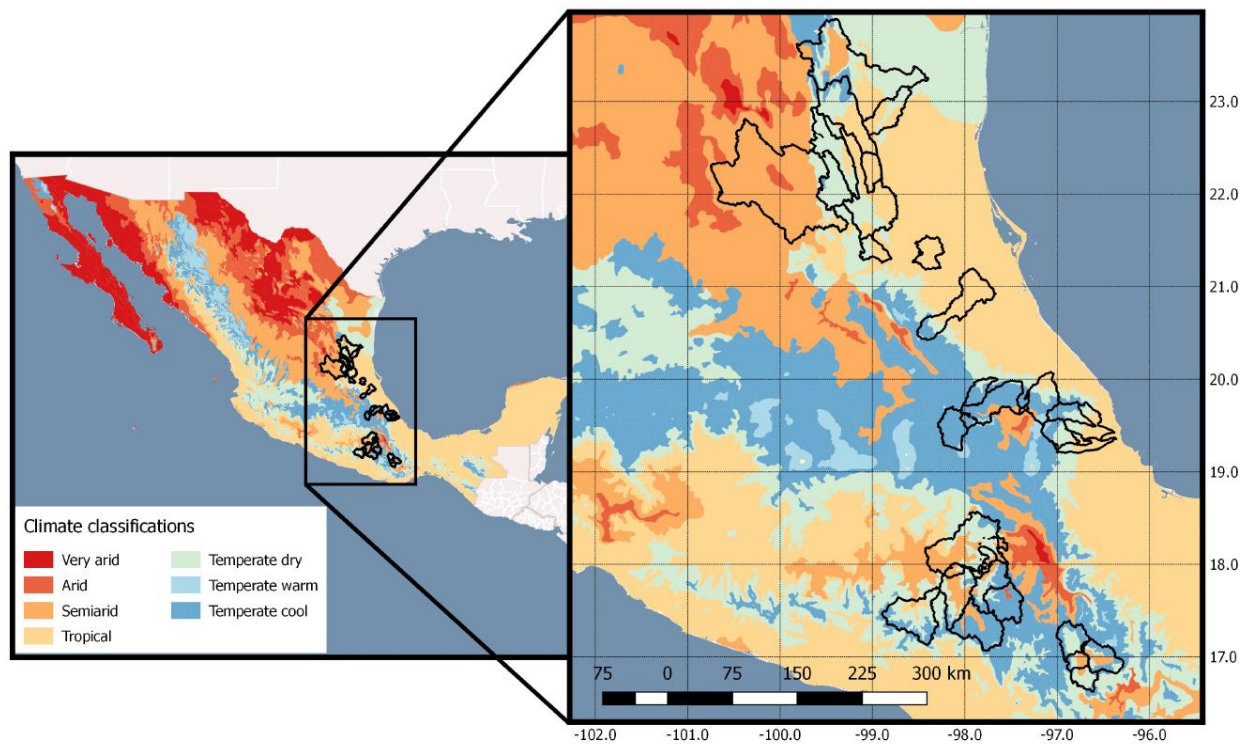 Climate classifications
Very arid
Arid
Semiarid
Tropical
Temperate dry
Temperate warm
Temperate cool
23.0
22.0
21.0
20.0
19.0
18.0
17.0
75 0 75 150 225 300 km
-102.0 -101.0 -100.0 -99.0 -98.0 -97.0 -96.0